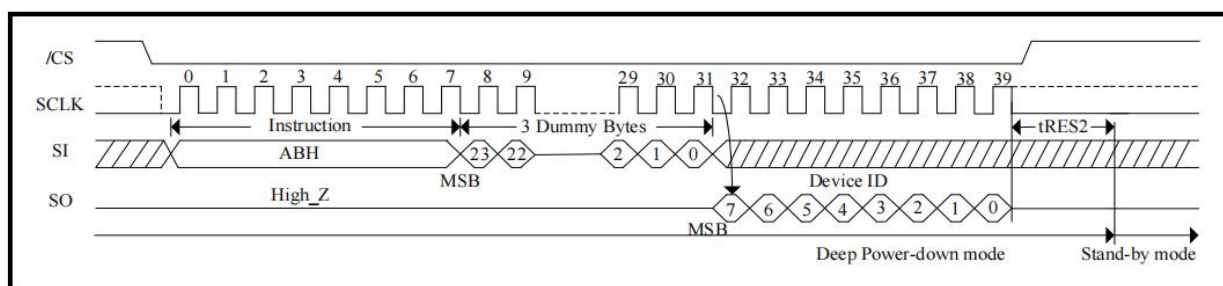 /CS
0 1 2 3 4 5 6 7 8 9 29 30 31 32 33 34 35 36 37 38 39
SCLK
Instruction 3 Dummy Bytes tRES2
SI ABH 23 22 2 1 0
MSB Device ID
SO High_Z 7 6 5 4 3 2 1 0
MSB
Deep Power-down mode Stand-by mode